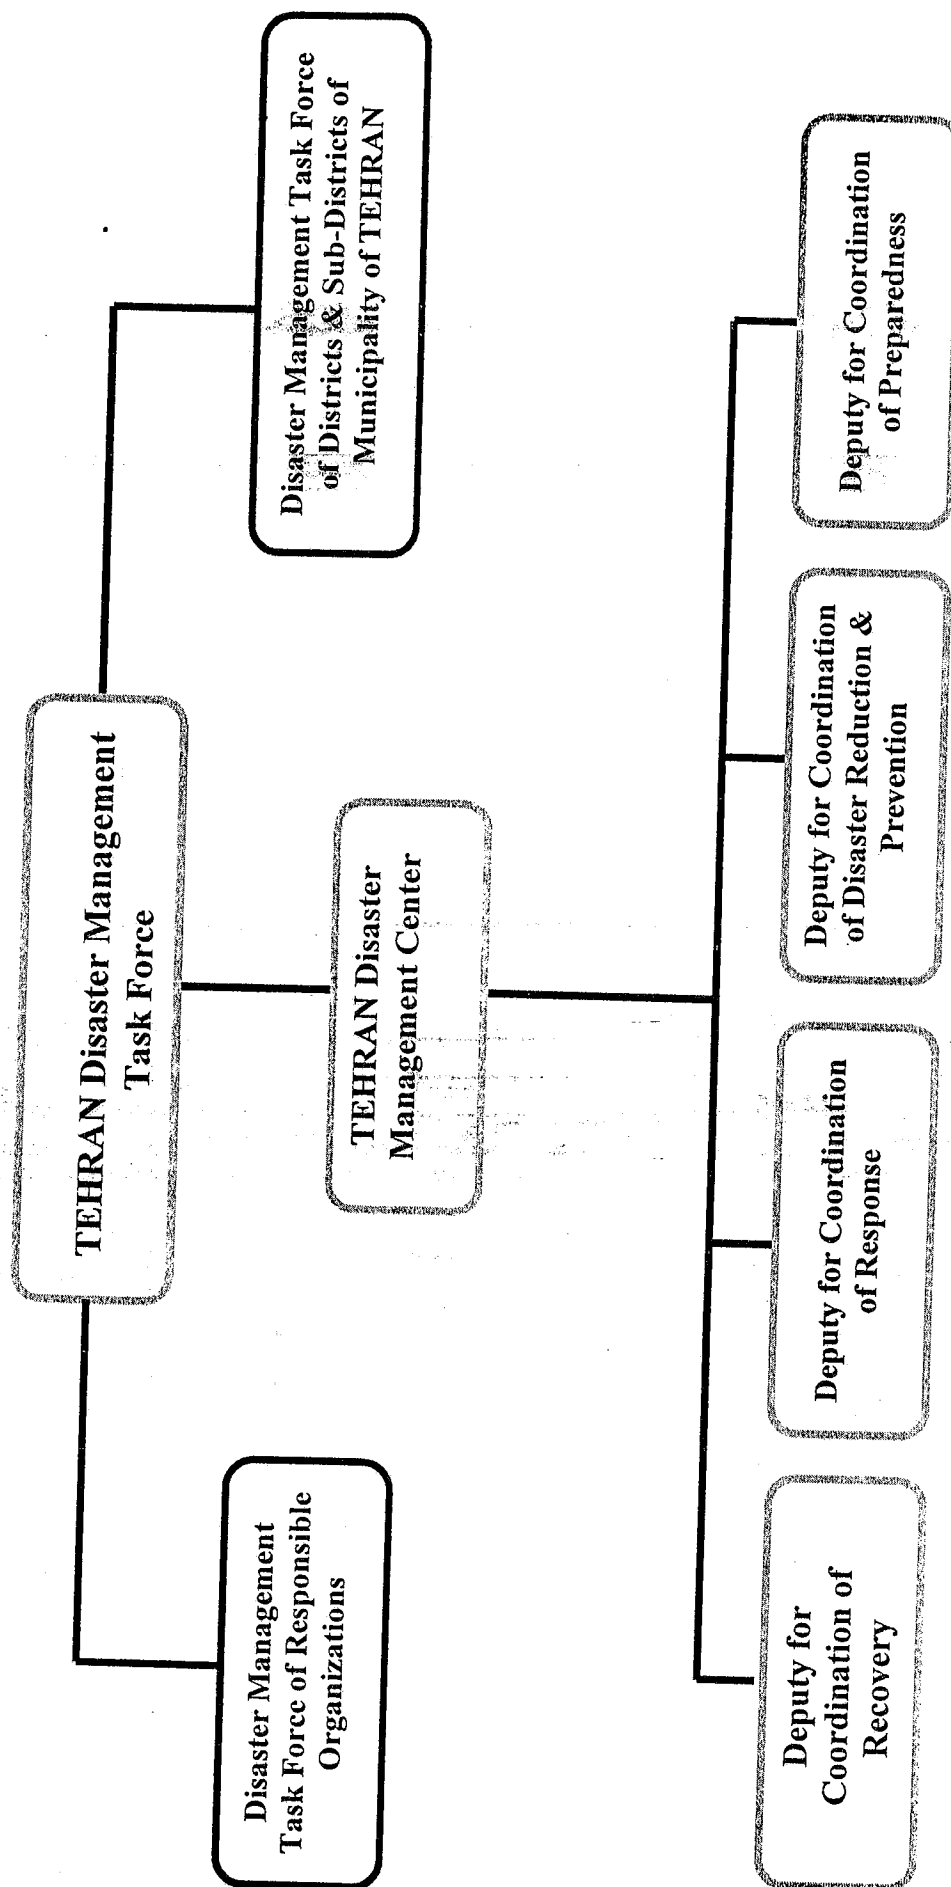 TEHRAN Disaster Management
Task Force
Disaster Management
Task Force of Responsible
Organizations
TEHRAN Disaster
Management Center
Disaster Management Task Force
of Districts & Sub-Districts of
Municipality of TEHRAN
Deputy for
Coordination of
Recovery
Deputy for Coordination
of Response
Deputy for Coordination
of Disaster Reduction &
Prevention
Deputy for Coordination
of Preparedness